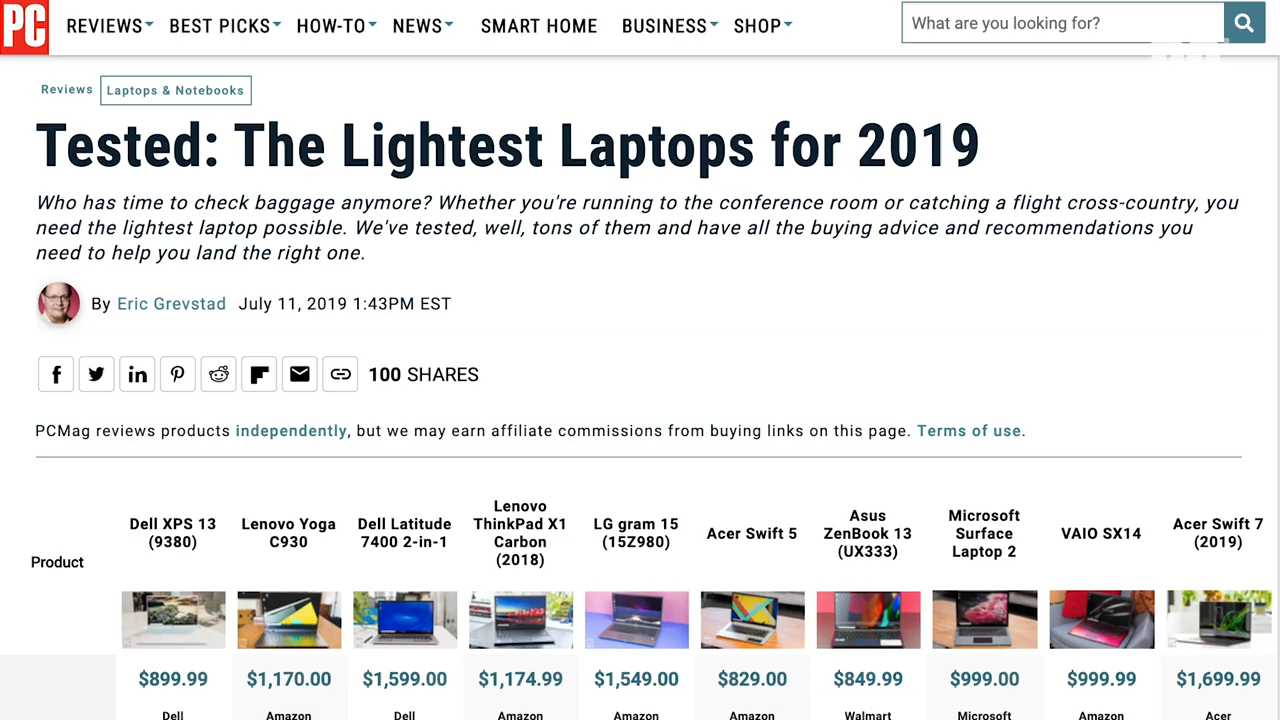 PC
REVIEWS BEST PICKS HOW-TO NEWS SMART HOME BUSINESS SHOP
What are you looking for?
Reviews Laptops & Notebooks
Tested: The Lightest Laptops for 2019
Who has time to check baggage anymore? Whether you're running to the conference room or catching a flight cross-country, you
need the lightest laptop possible. We've tested, well, tons of them and have all the buying advice and recommendations you
need to help you land the right one.
By Eric Grevstad July 11, 2019 1:43PM EST
100 SHARES
PCMag reviews products independently, but we may earn affiliate commissions from buying links on this page. Terms of use.
Product
Dell XPS 13
(9380)
Lenovo Yoga
C930
Dell Latitude
7400 2-in-1
Lenovo
ThinkPad X1
Carbon
(2018)
LG gram 15
(15Z980)
Acer Swift 5
Asus
ZenBook 13
(UX333)
Microsoft
Surface
Laptop 2
VAIO SX14
Acer Swift 7
(2019)
$899.99 $1,170.00 $1,599.00 $1,174.99 $1,549.00 $829.00 $849.99 $999.00 $999.99 $1,699.99
Dell Amazon Dell Amazon Amazon Amazon Walmart Microsoft Amazon Acer